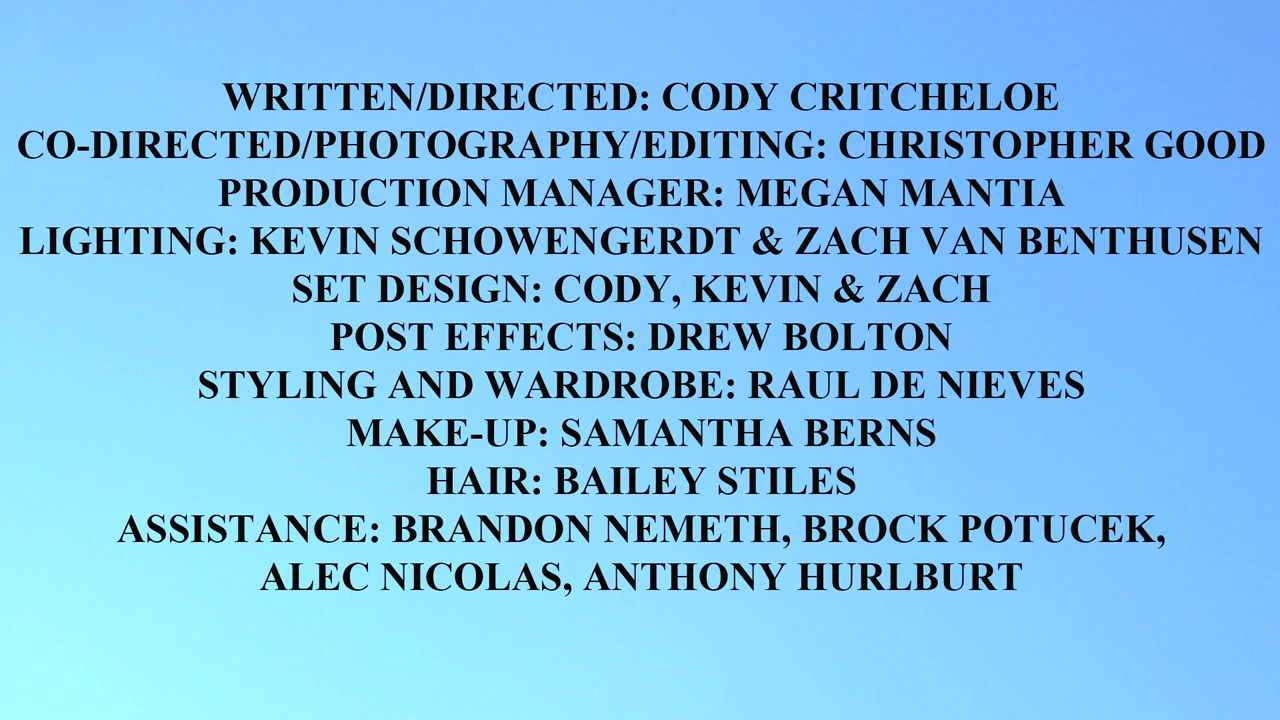 WRITTEN/DIRECTED: CODY CRITCHELOE
CO-DIRECTED/PHOTOGRAPHY/EDITING: CHRISTOPHER GOOD
PRODUCTION MANAGER: MEGAN MANTIA
LIGHTING: KEVIN SCHOWENGERDT & ZACH VAN BENTHUSEN
SET DESIGN: CODY, KEVIN & ZACH
POST EFFECTS: DREW BOLTON
STYLING AND WARDROBE: RAUL DE NIEVES
MAKE-UP: SAMANTHA BERNS
HAIR: BAILEY STILES
ASSISTANCE: BRANDON NEMETH, BROCK POTUCEK,
ALEC NICOLAS, ANTHONY HURLBURT